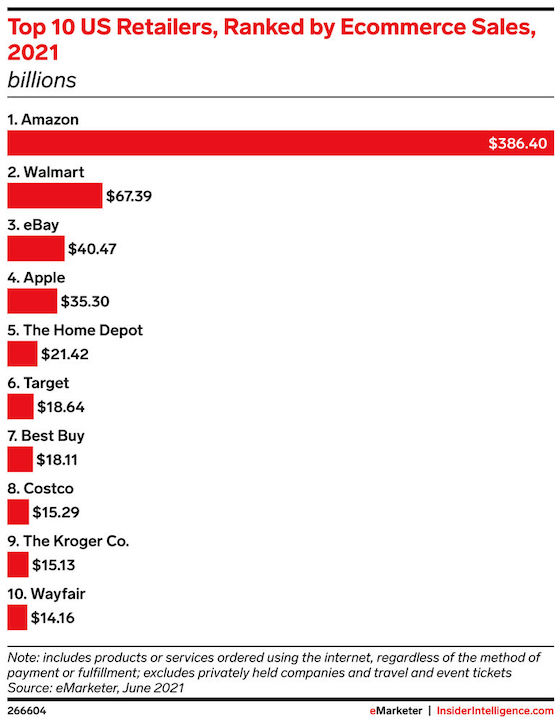 Top 10 US Retailers, Ranked by Ecommerce Sales,
2021
billions
1. Amazon
$386.40
2. Walmart
$67.39
3. eBay
$40.47
4. Apple
$35.30
5. The Home Depot
$21.42
6. Target
$18.64
7. Best Buy
$18.11
8. Costco
$15.29
9. The Kroger Co.
$15.13
10. Wayfair
$14.16
Note: includes products or services ordered using the internet, regardless of the method of
payment or fulfillment; excludes privately held companies and travel and event tickets
Source: eMarketer, June 2021
266604
eMarketer | InsiderIntelligence.com